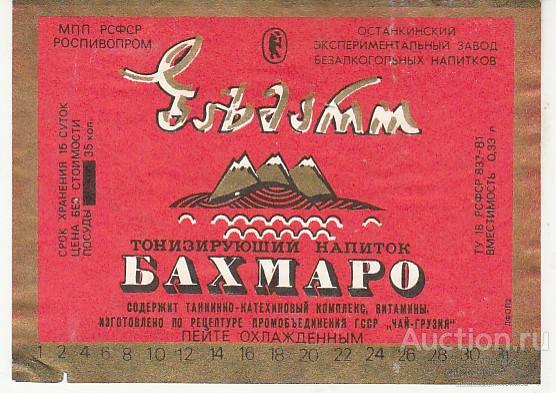 МПП РСФСР
РОСПИВОПРОМ
ОСТАНКИНСКИЙ
ЭКСПЕРИМЕНТАЛЬНЫЙ ЗАВОД
БЕЗАЛКОГОЛЬНЫХ НАПИТКОВ
ბახმარო
СРОК ХРАНЕНИЯ 15 СУТОК
ЦЕНА БЕЗ СТОИМОСТИ
ПОСУДЫ 35 коп.
ТУ 18 РСФСР 837-81
ВМЕСТИМОСТЬ 0,33 л
ТОНИЗИРУЮЩИЙ НАПИТОК
БАХМАРО
СОДЕРЖИТ ТАННИННО-КАТЕХИНОВЫЙ КОМПЛЕКС, ВИТАМИНЫ.
ИЗГОТОВЛЕНО ПО РЕЦЕПТУРЕ ПРОМОБЪЕДИНЕНИЯ ГССР „ЧАЙ-ГРУЗИЯ"
ПЕЙТЕ ОХЛАЖДЕННЫМ
ЛФОП2
1 2 4 6 8 10 12 14 16 18 20 22 24 26 28 30 31
Auction.ru